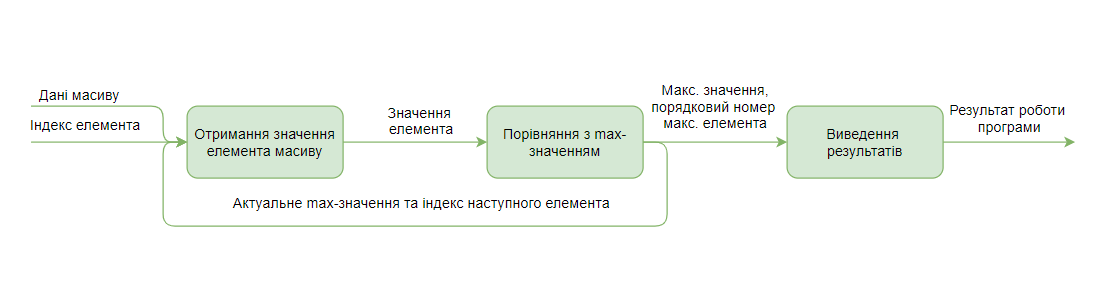 Дані масиву
Індекс елемента
Отримання значення
елемента масиву
Значення
елемента
Порівняння з max-
значенням
Макс. значення,
порядковий номер
макс. елемента
Виведення
результатів
Результат роботи
програми
Актуальне max-значення та індекс наступного елемента